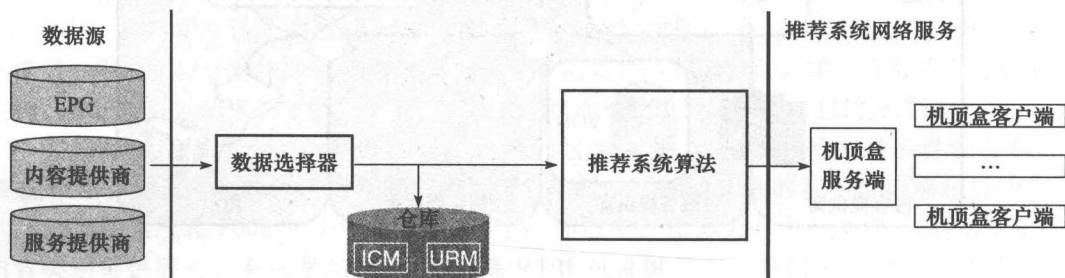 数据源
EPG
内容提供商
服务提供商
数据选择器
仓库
ICM
URM
推荐系统算法
推荐系统网络服务
机顶盒
服务端
机顶盒客户端
...
机顶盒客户端